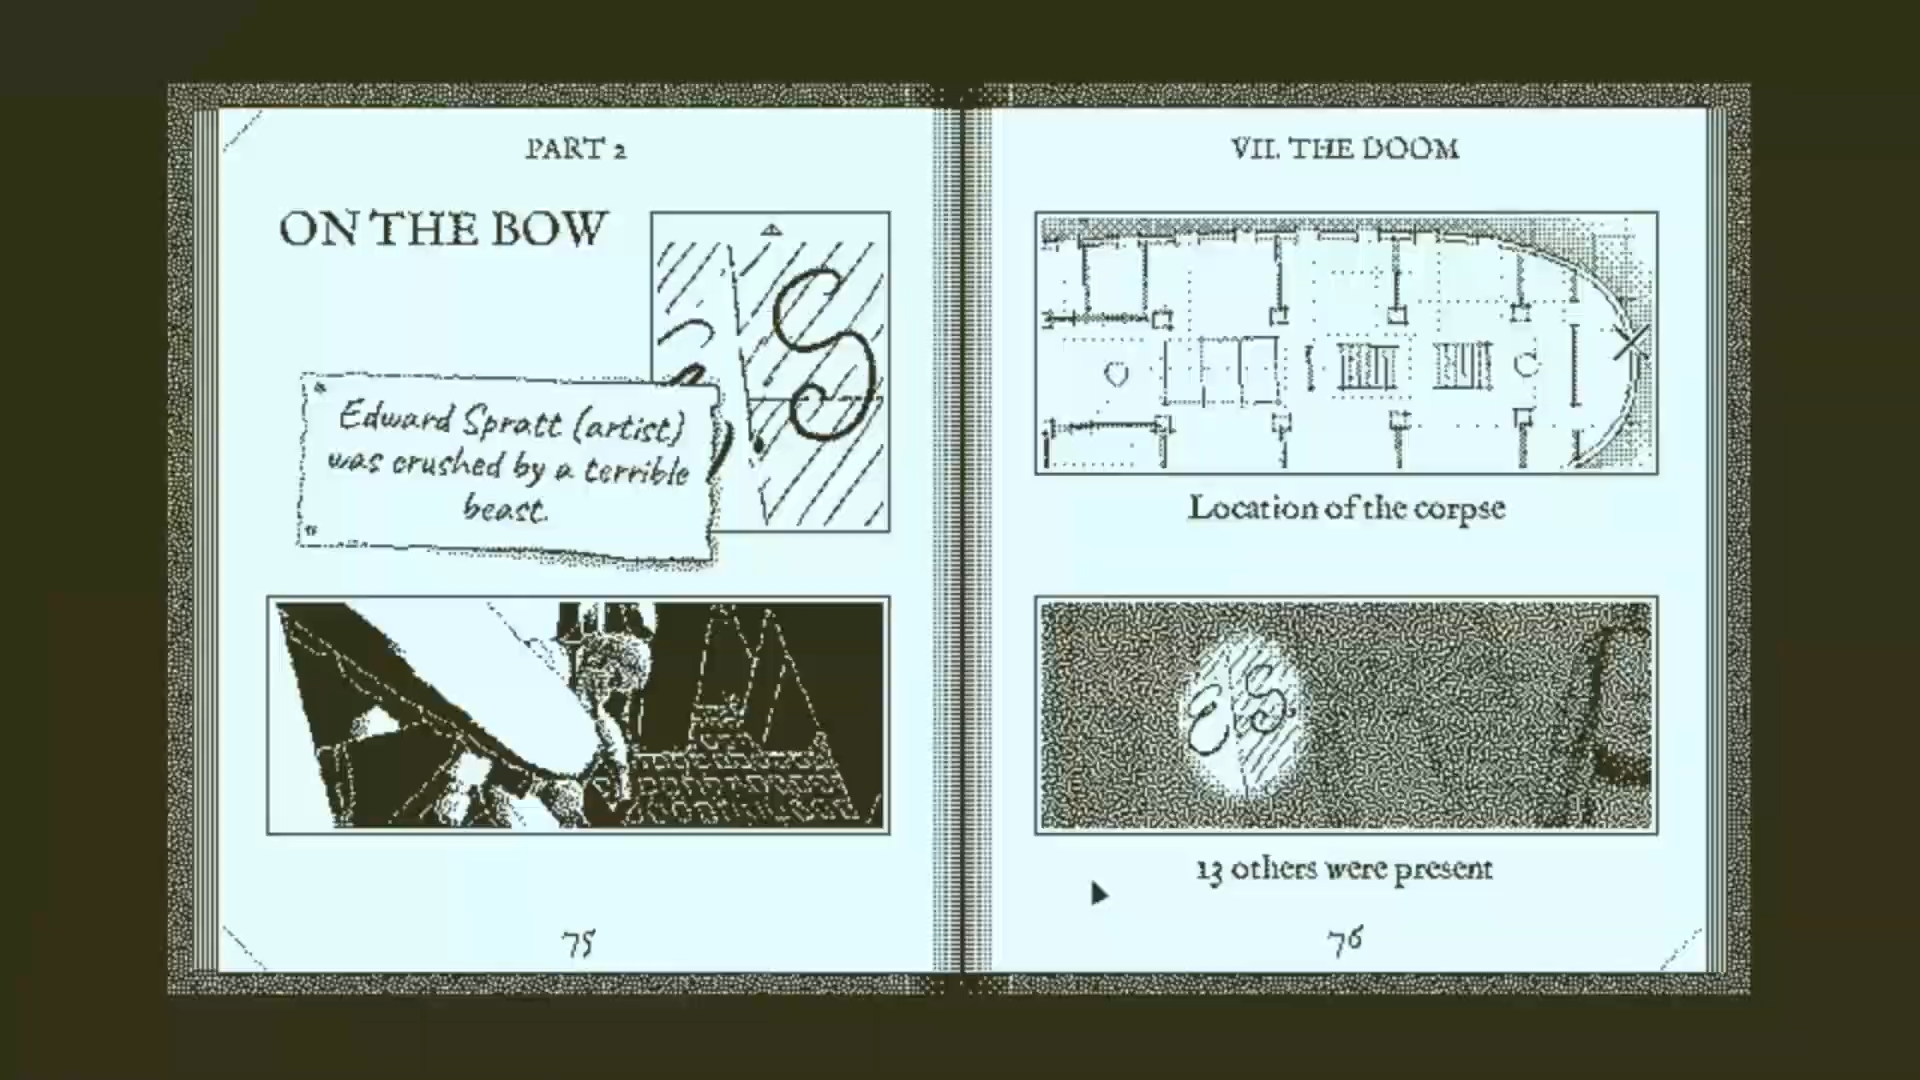 PART 2
ON THE BOW
S
Edward Spratt (artist)
was crushed by a terrible
beast.
75
VII. THE DOOM
Location of the corpse
E S
13 others were present
76